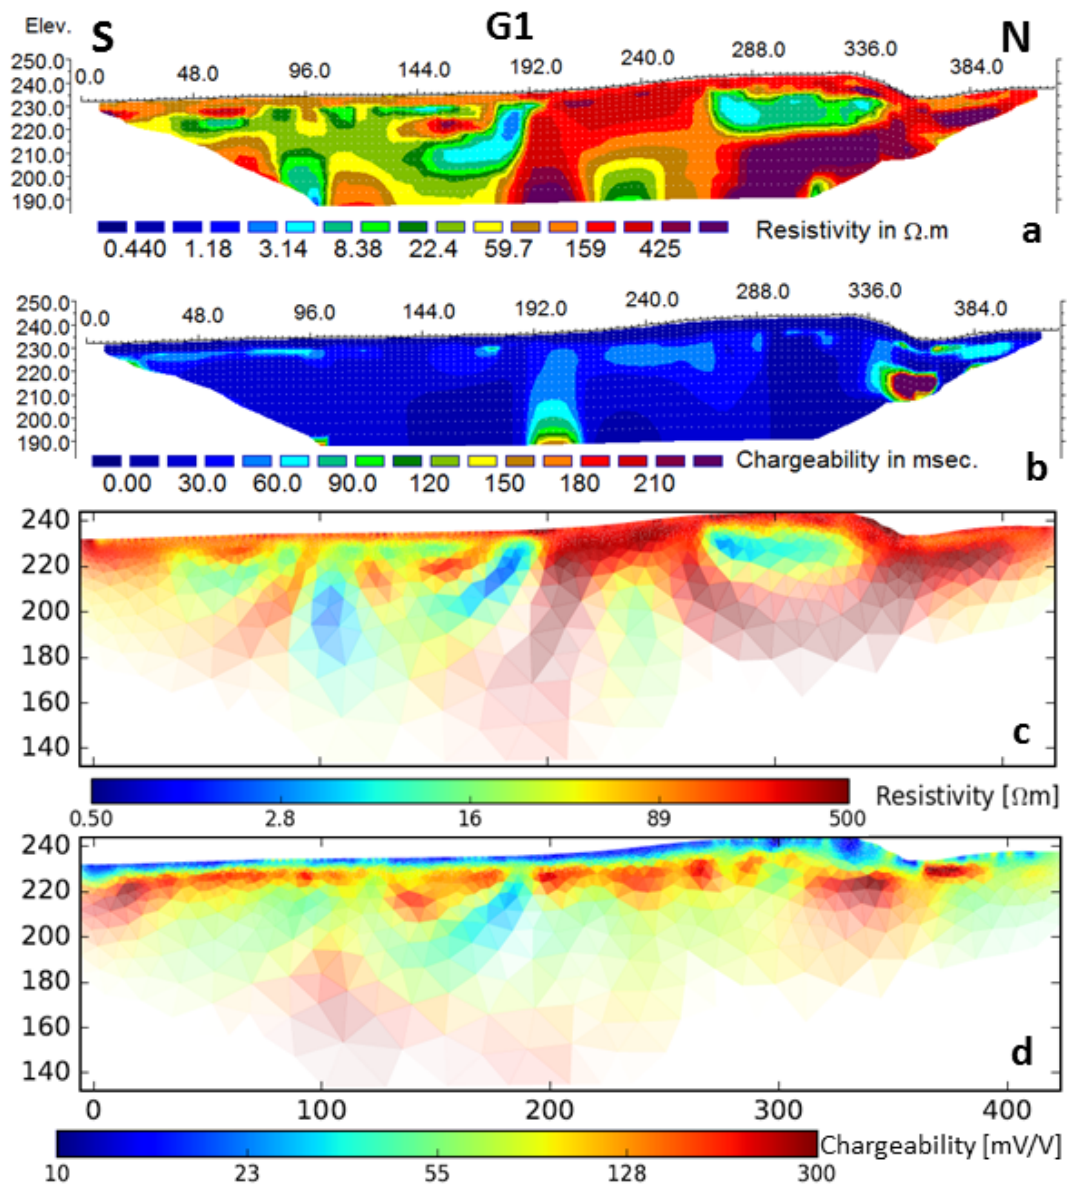 Elev. S G1 N
250.0 0.0 48.0 96.0 144.0 192.0 240.0 288.0 336.0 384.0
240.0
230.0
220.0
210.0
200.0
190.0
0.440 1.18 3.14 8.38 22.4 59.7 159 425 Resistivity in Ω.m a
250.0 0.0 48.0 96.0 144.0 192.0 240.0 288.0 336.0 384.0
240.0
230.0
220.0
210.0
200.0
190.0
0.00 30.0 60.0 90.0 120 150 180 210 Chargeability in msec. b
240
220
200
180
160
140 c
0.50 2.8 16 89 500 Resistivity [Ωm]
240
220
200
180
160
140 d
0 100 200 300 400
10 23 55 128 300 Chargeability [mV/V]